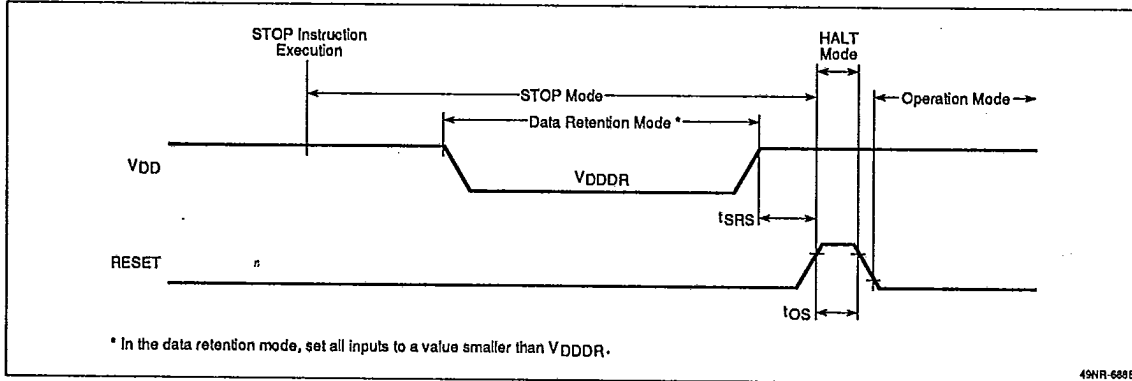 STOP Instruction
Execution
HALT
Mode
STOP Mode
Operation Mode
Data Retention Mode *
VDD
VDDDR
tSRS
RESET
n
tOS
* In the data retention mode, set all inputs to a value smaller than VDDDR.
49NR-688B